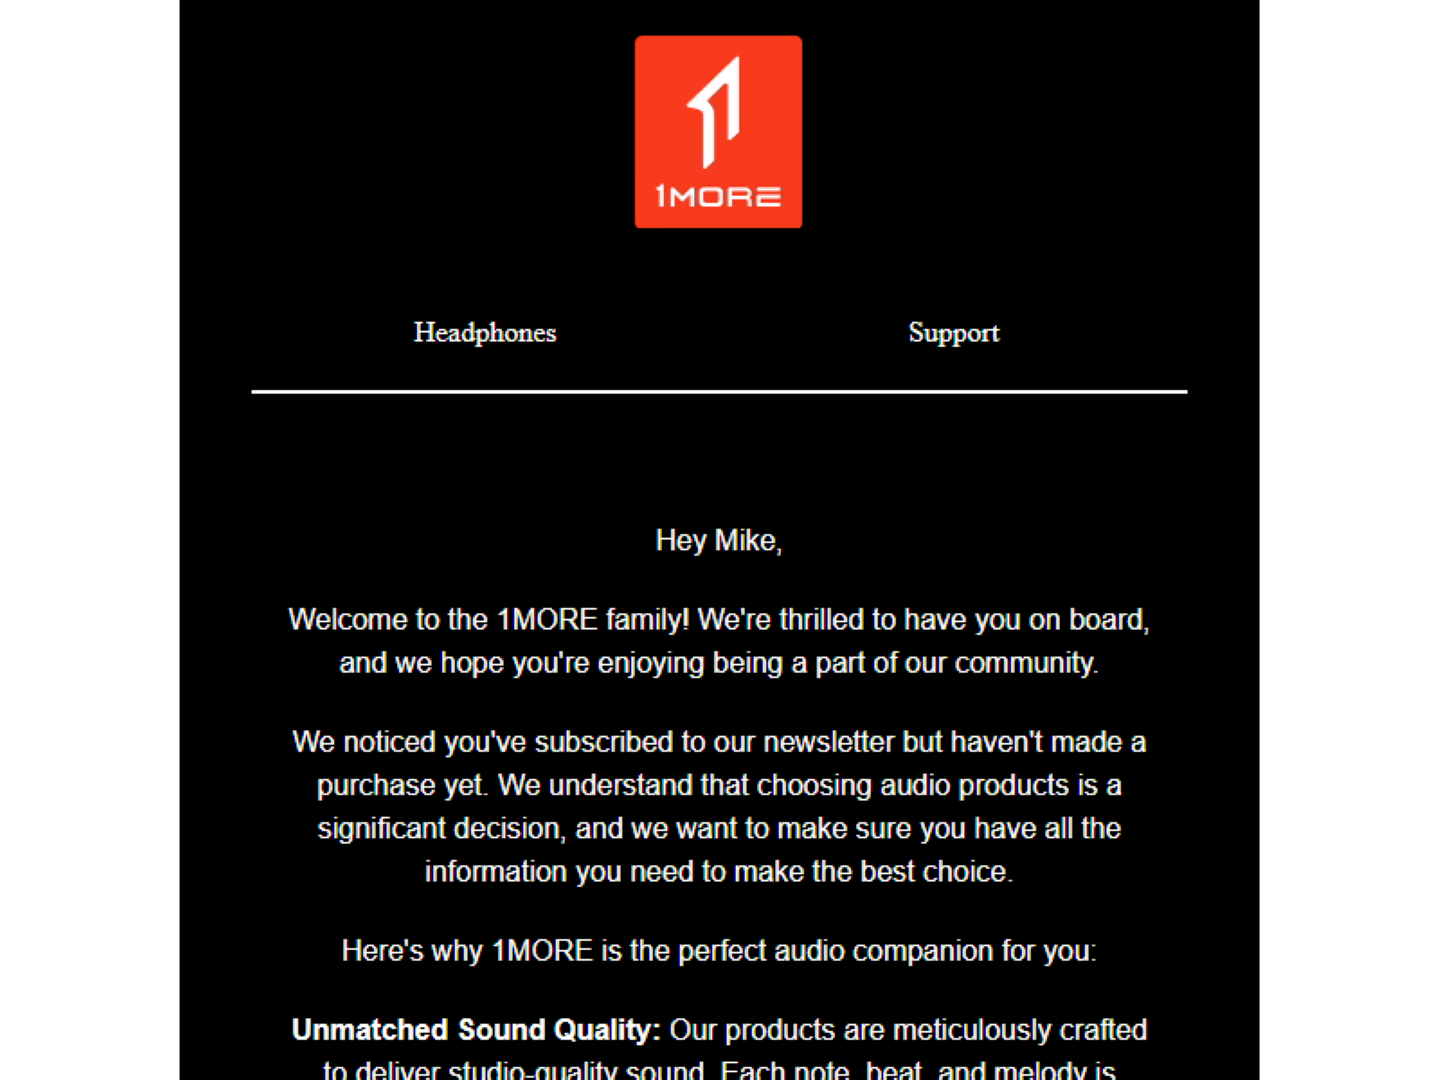 1MORE
Headphones
Support
Hey Mike,
Welcome to the 1MORE family! We're thrilled to have you on board,
and we hope you're enjoying being a part of our community.
We noticed you've subscribed to our newsletter but haven't made a
purchase yet. We understand that choosing audio products is a
significant decision, and we want to make sure you have all the
information you need to make the best choice.
Here's why 1MORE is the perfect audio companion for you:
Unmatched Sound Quality: Our products are meticulously crafted
to deliver studio-quality sound. Each note, beat, and melody is